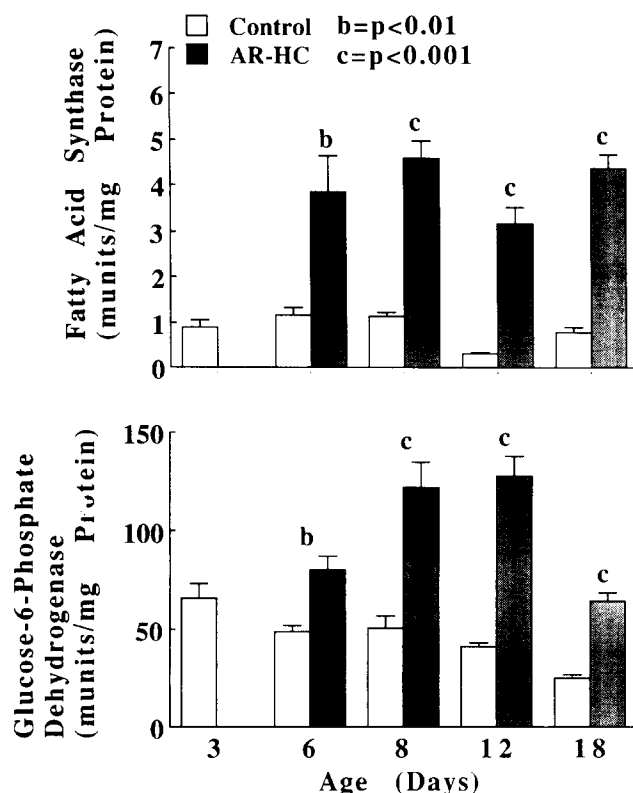 Control b=p<0.01
AR-HC c=p<0.001
Fatty Acid Synthase
(munits/mg Protein)
7
6
5
4
3
2
1
0
b
c
c
c
Glucose-6-Phosphate
Dehydrogenase
(munits/mg Protein)
150
100
50
0
b
c
c
c
3 6 8 12 18
Age (Days)